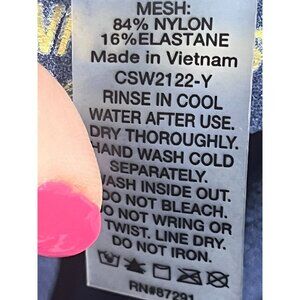 MESH:
84% NYLON
16% ELASTANE
Made in Vietnam
CSW2122-Y
RINSE IN COOL
WATER AFTER USE.
DRY THOROUGHLY.
HAND WASH COLD
SEPARATELY.
WASH INSIDE OUT.
DO NOT BLEACH.
DO NOT WRING OR
TWIST. LINE DRY.
DO NOT IRON.
RN#87291